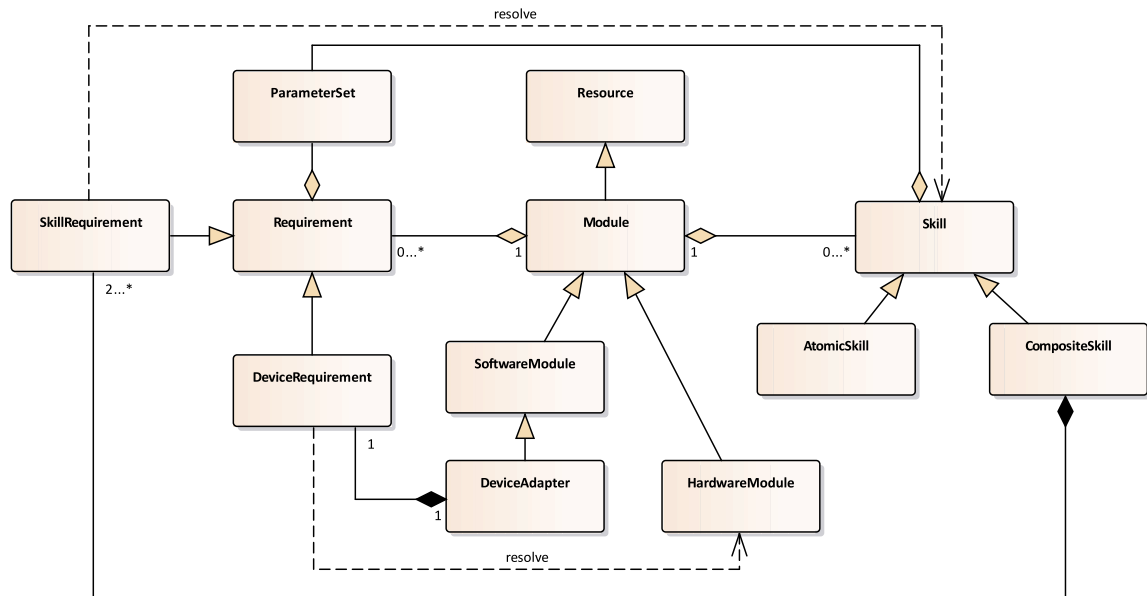 resolve
ParameterSet
Resource
SkillRequirement
Requirement
Module
Skill
0...*
1
1
0...*
2...*
AtomicSkill
CompositeSkill
SoftwareModule
DeviceRequirement
1
DeviceAdapter
HardwareModule
1
resolve